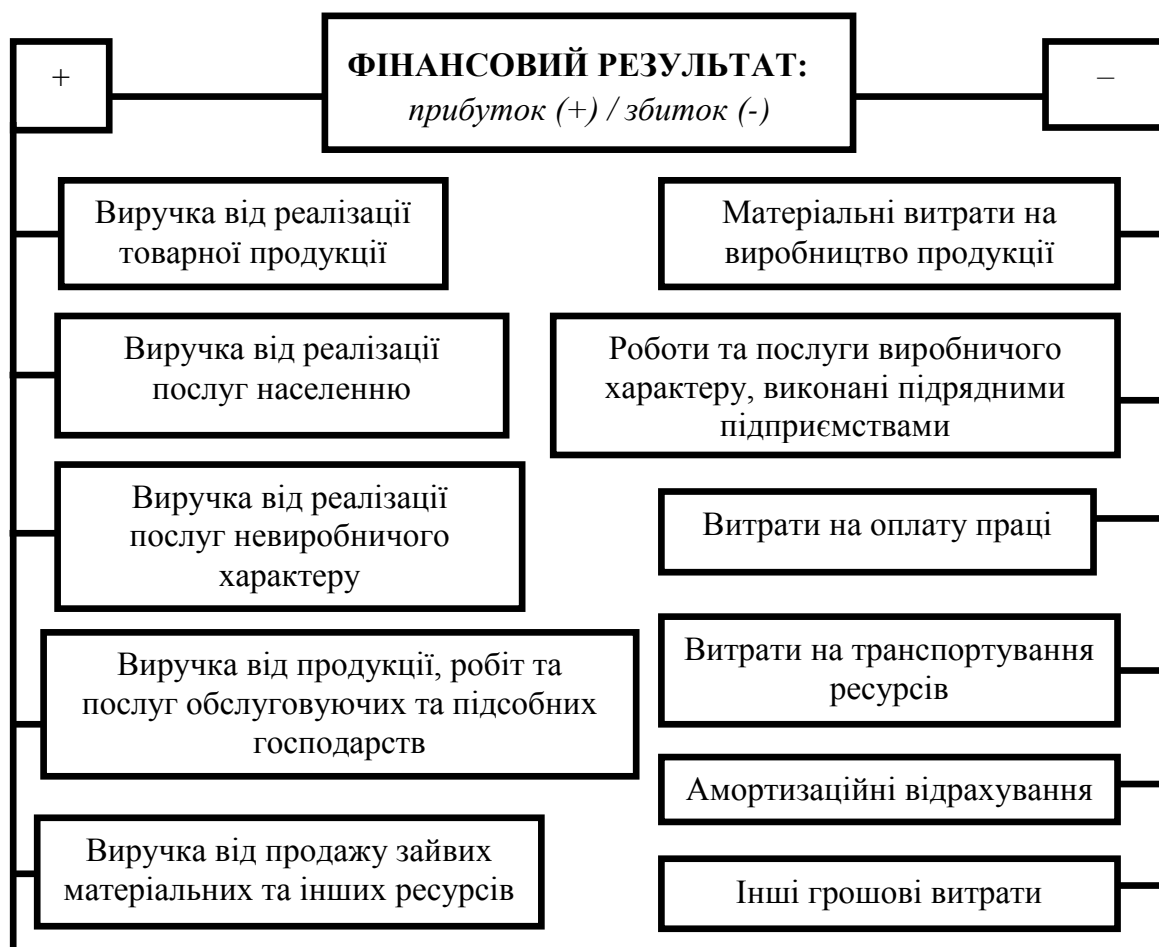 +
ФІНАНСОВИЙ РЕЗУЛЬТАТ:
прибуток (+) / збиток (-)
–
Виручка від реалізації
товарної продукції
Виручка від реалізації
послуг населенню
Виручка від реалізації
послуг невиробничого
характеру
Виручка від продукції, робіт та
послуг обслуговуючих та підсобних
господарств
Виручка від продажу зайвих
матеріальних та інших ресурсів
Матеріальні витрати на
виробництво продукції
Роботи та послуги виробничого
характеру, виконані підрядними
підприємствами
Витрати на оплату праці
Витрати на транспортування
ресурсів
Амортизаційні відрахування
Інші грошові витрати